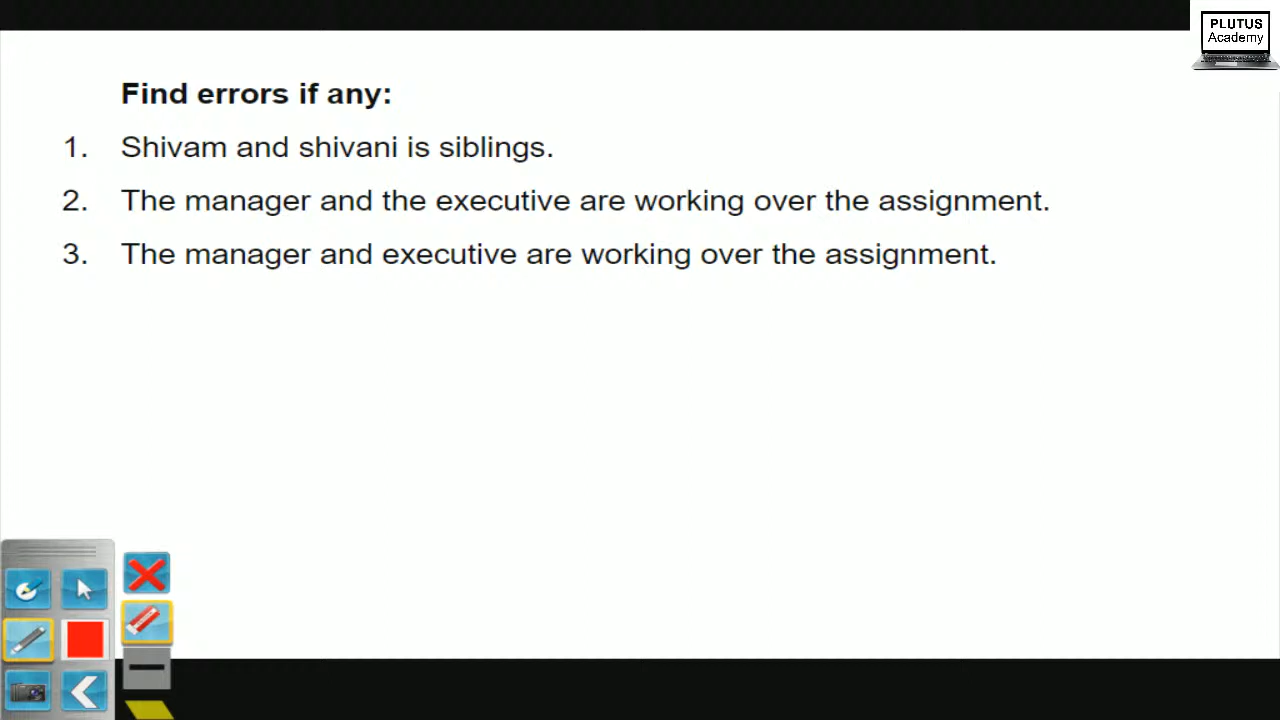 PLUTUS
Academy
Find errors if any:
1. Shivam and shivani is siblings.
2. The manager and the executive are working over the assignment.
3. The manager and executive are working over the assignment.